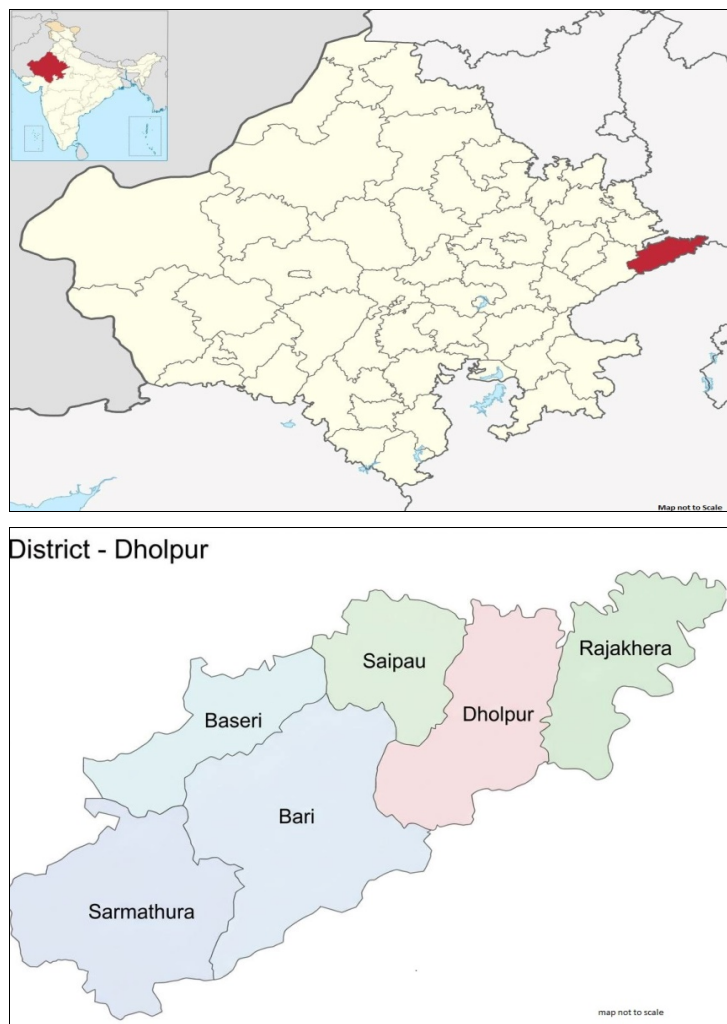 Map not to Scale
District - Dholpur
Rajakhera
Saipau
Dholpur
Baseri
Bari
Sarmathura
map not to scale